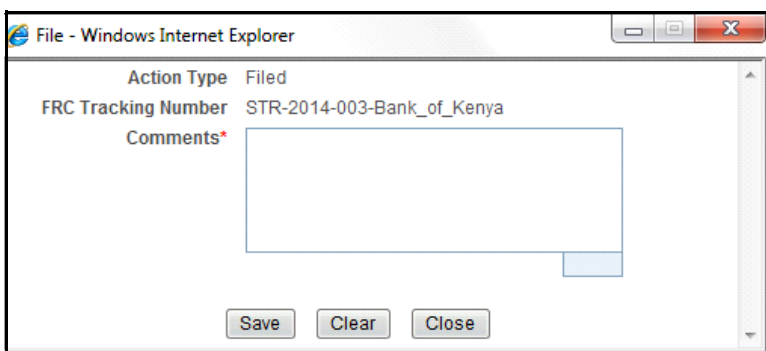 File - Windows Internet Explorer
Action Type Filed
FRC Tracking Number STR-2014-003-Bank_of_Kenya
Comments*
Save Clear Close